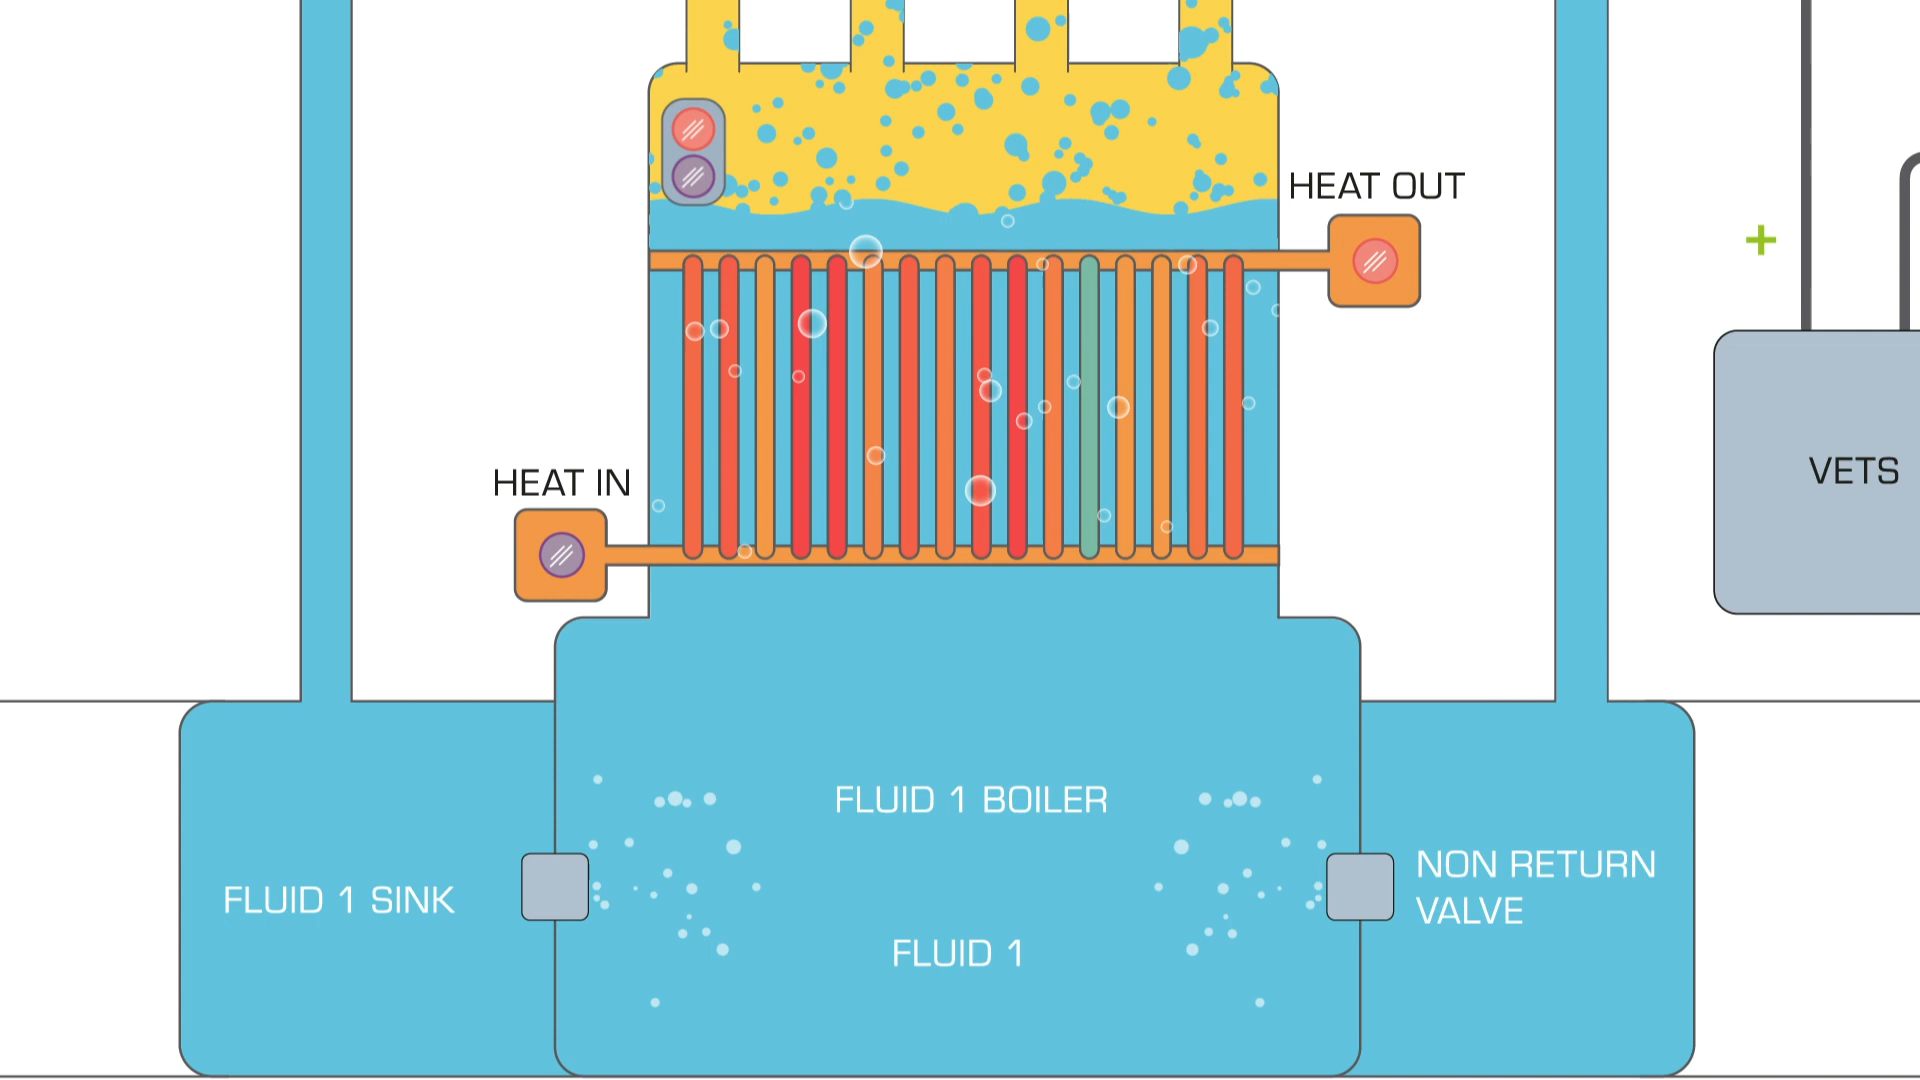 HEAT OUT
HEAT IN
VETS
FLUID 1 BOILER
NON RETURN
VALVE
FLUID 1 SINK
FLUID 1